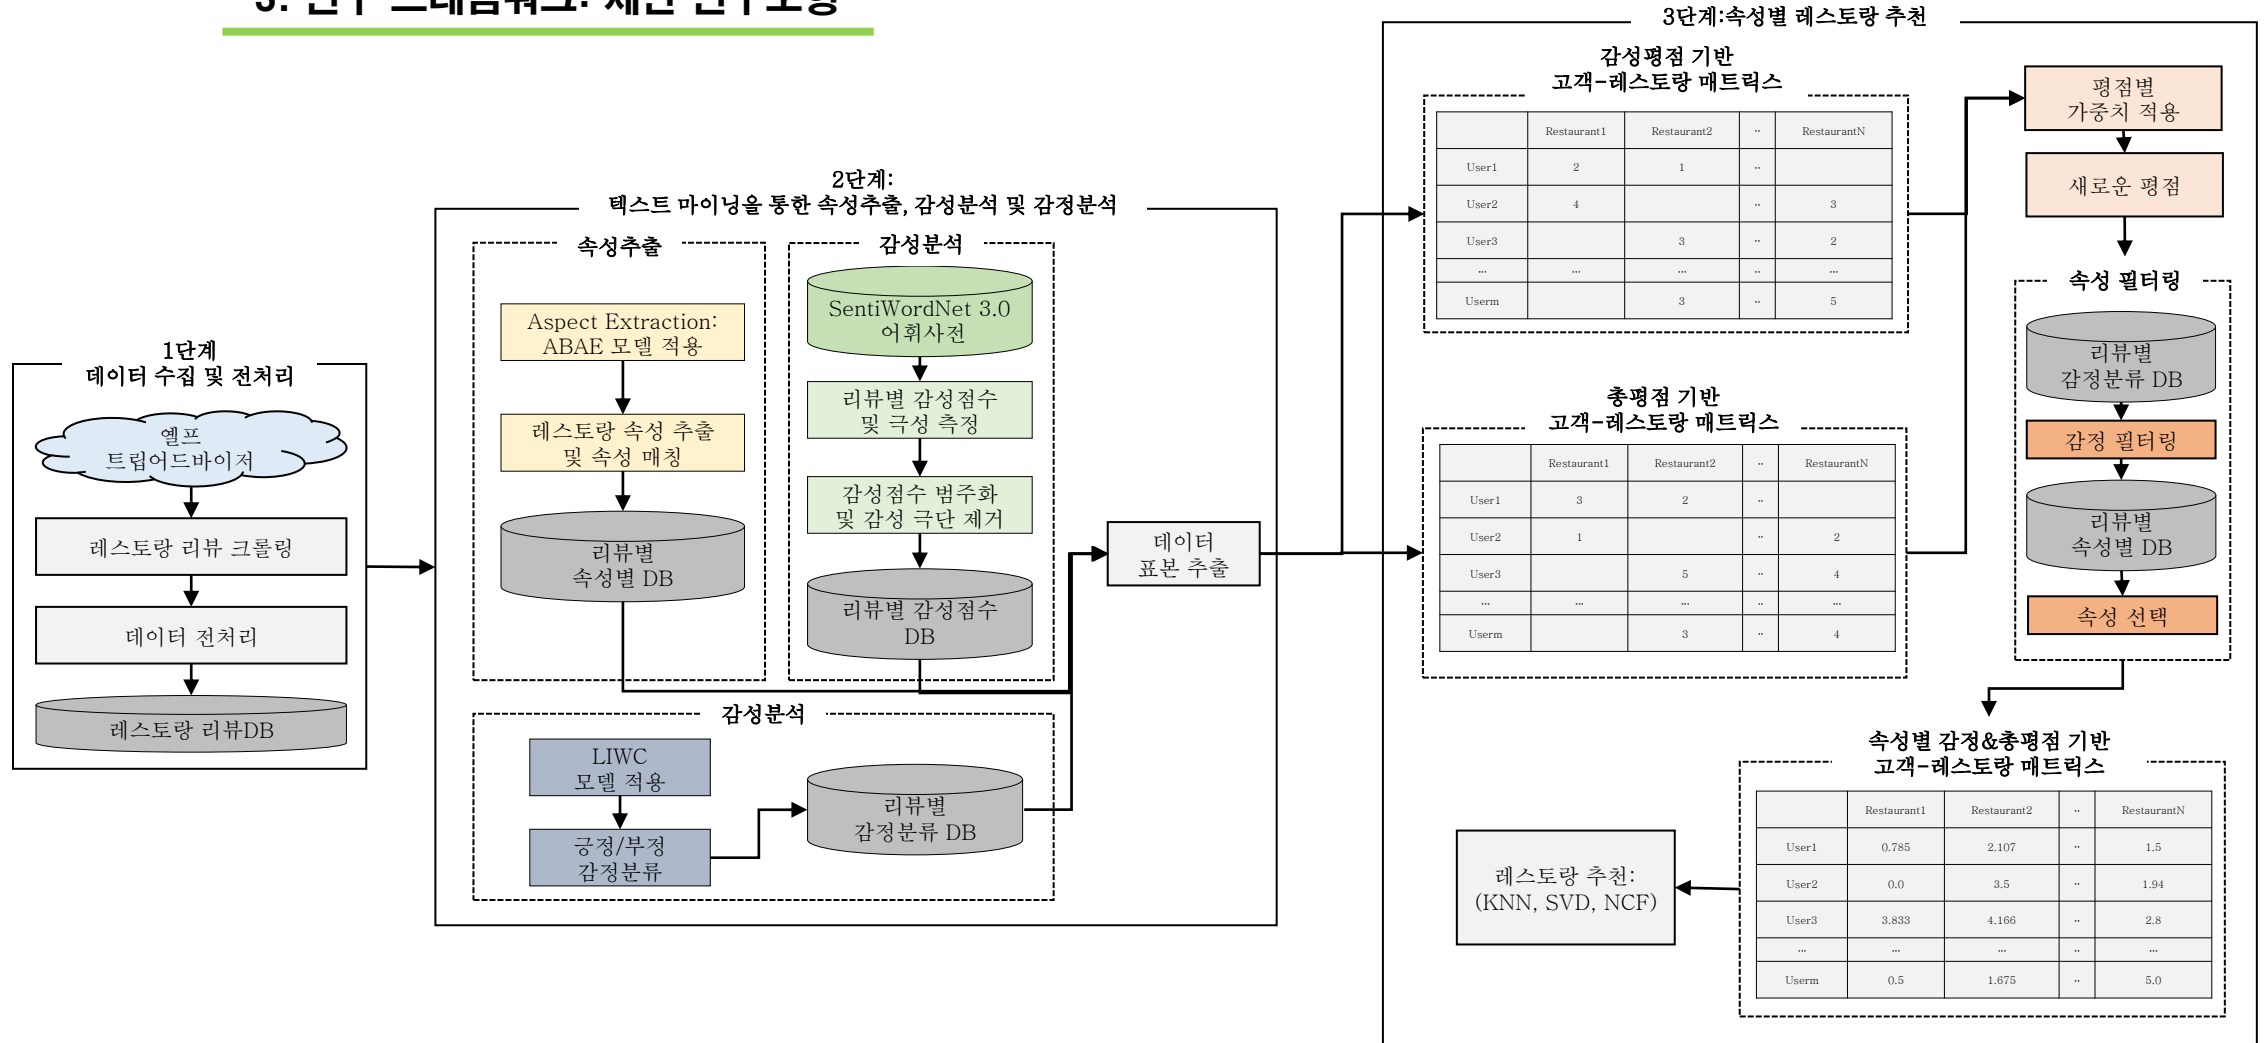 1단계
데이터 수집 및 전처리
옐프
트립어드바이저
레스토랑 리뷰 크롤링
데이터 전처리
레스토랑 리뷰DB
2단계:
텍스트 마이닝을 통한 속성추출, 감성분석 및 감정분석
속성추출
Aspect Extraction:
ABAE 모델 적용
레스토랑 속성 추출
및 속성 매칭
리뷰별
속성별 DB
감성분석
SentiWordNet 3.0
어휘사전
리뷰별 감성점수
및 극성 측정
감성점수 범주화
및 감성 극단 제거
리뷰별 감성점수
DB
감성분석
LIWC
모델 적용
긍정/부정
감정분류
리뷰별
감정분류 DB
데이터
표본 추출
3단계:속성별 레스토랑 추천
감성평점 기반
고객-레스토랑 매트릭스
Restaurant1 Restaurant2 .. RestaurantN
User1 2 1 ..
User2 4 .. 3
User3 3 .. 2
... ... ... .. ...
Userm 3 .. 5
총평점 기반
고객-레스토랑 매트릭스
Restaurant1 Restaurant2 .. RestaurantN
User1 3 2 ..
User2 1 .. 2
User3 5 .. 4
... ... ... .. ...
Userm 3 .. 4
평점별
가중치 적용
새로운 평점
속성 필터링
리뷰별
감정분류 DB
감정 필터링
리뷰별
속성별 DB
속성 선택
속성별 감정&총평점 기반
고객-레스토랑 매트릭스
Restaurant1 Restaurant2 .. RestaurantN
User1 0.785 2.107 .. 1.5
User2 0.0 3.5 .. 1.94
User3 3.833 4.166 .. 2.8
... ... ... .. ...
Userm 0.5 1.675 .. 5.0
레스토랑 추천:
(KNN, SVD, NCF)